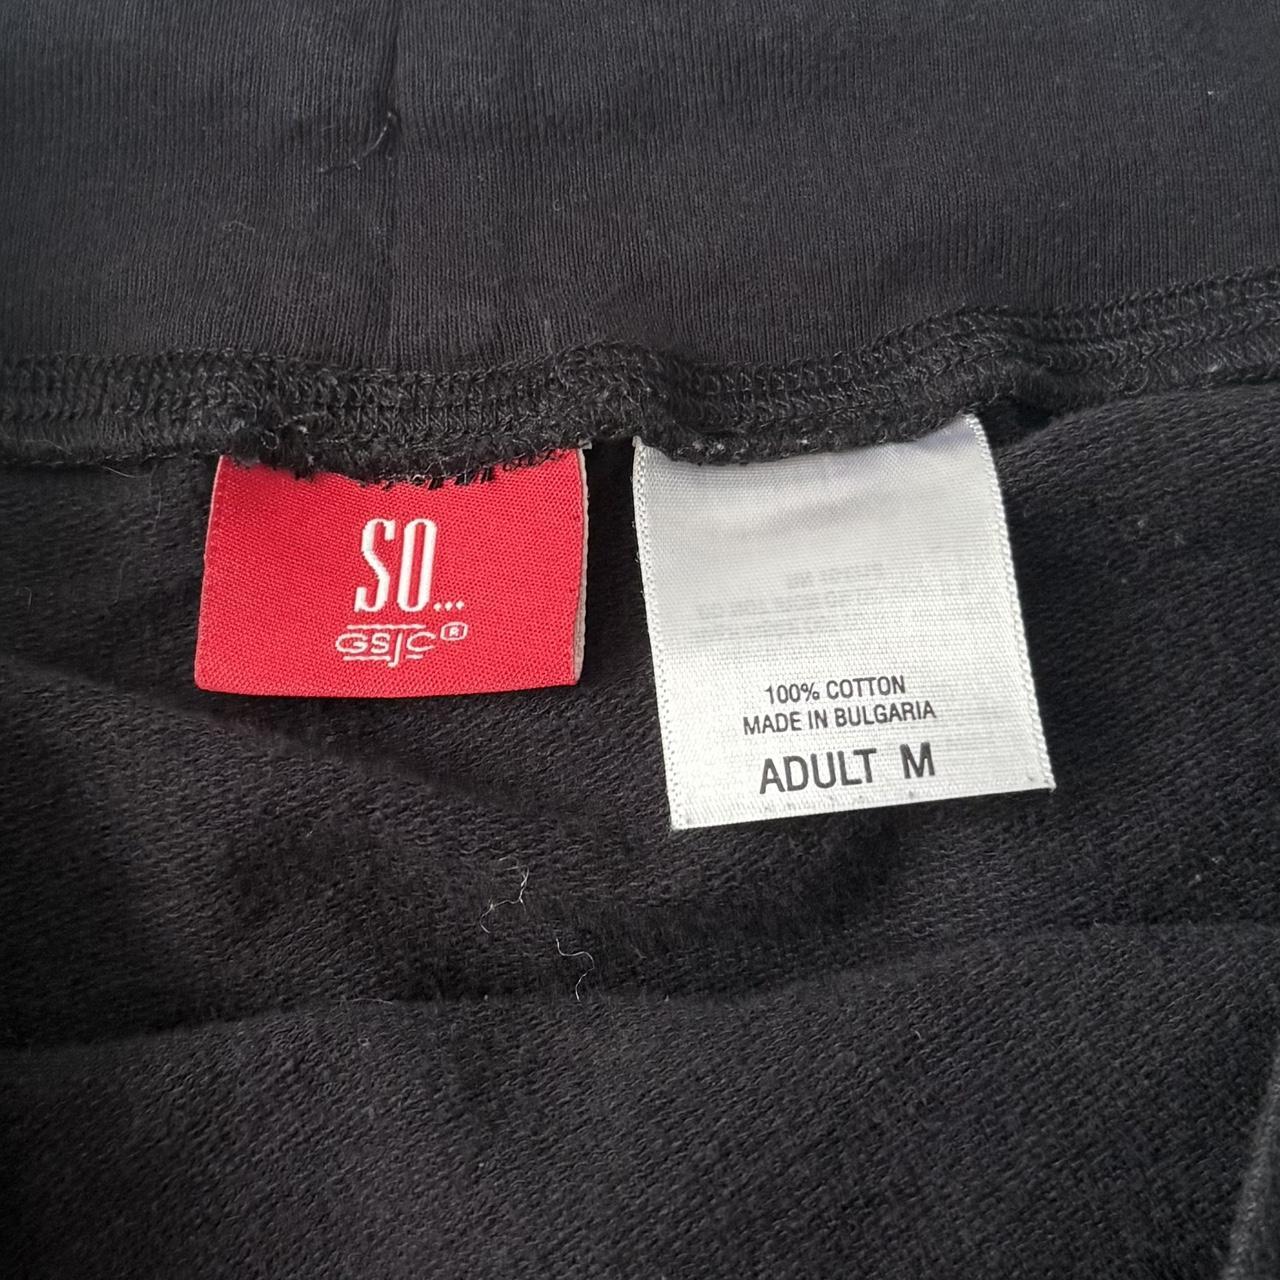 SO...
GSJC®
100% COTTON
MADE IN BULGARIA
ADULT M